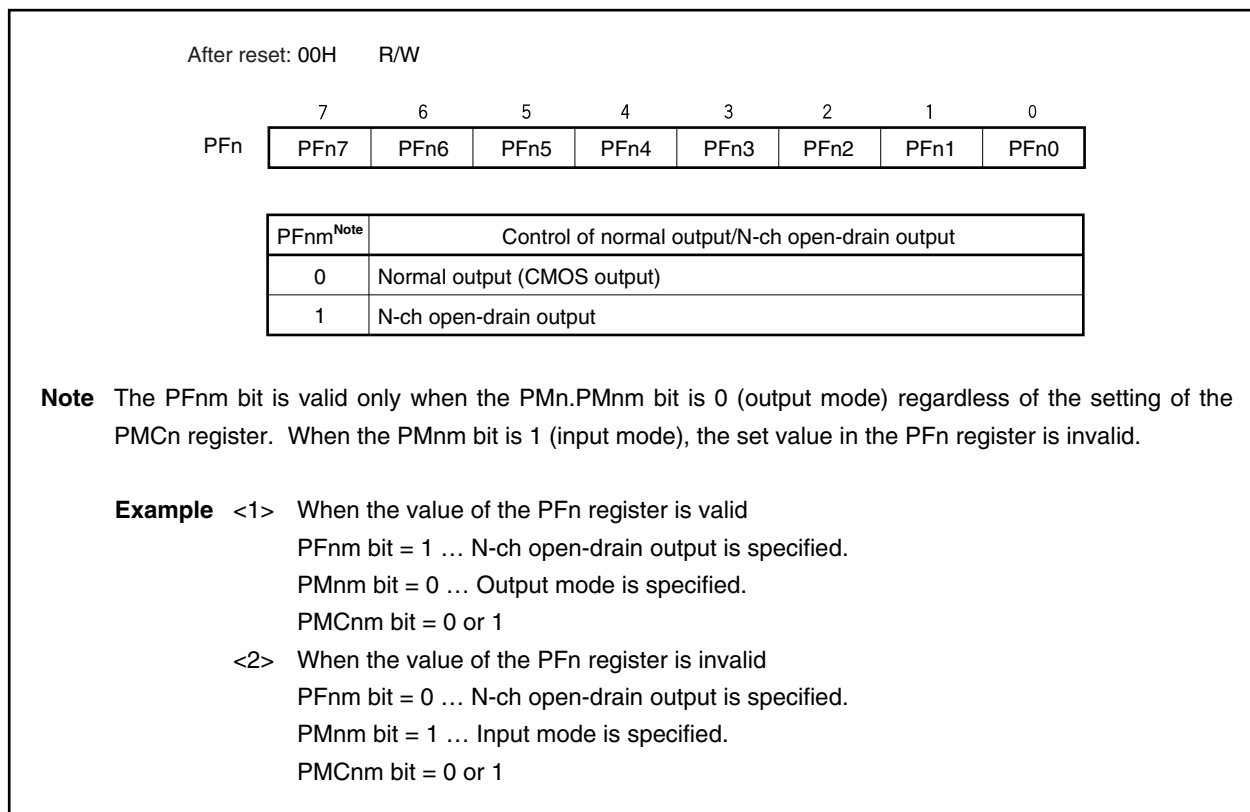 After reset: 00H R/W
7 6 5 4 3 2 1 0
PFn PFn7 PFn6 PFn5 PFn4 PFn3 PFn2 PFn1 PFn0
PFnmNote Control of normal output/N-ch open-drain output
0 Normal output (CMOS output)
1 N-ch open-drain output
Note The PFnm bit is valid only when the PMn.PMnm bit is 0 (output mode) regardless of the setting of the
PMCn register. When the PMnm bit is 1 (input mode), the set value in the PFn register is invalid.
Example <1> When the value of the PFn register is valid
PFnm bit = 1 … N-ch open-drain output is specified.
PMnm bit = 0 … Output mode is specified.
PMCnm bit = 0 or 1
<2> When the value of the PFn register is invalid
PFnm bit = 0 … N-ch open-drain output is specified.
PMnm bit = 1 … Input mode is specified.
PMCnm bit = 0 or 1